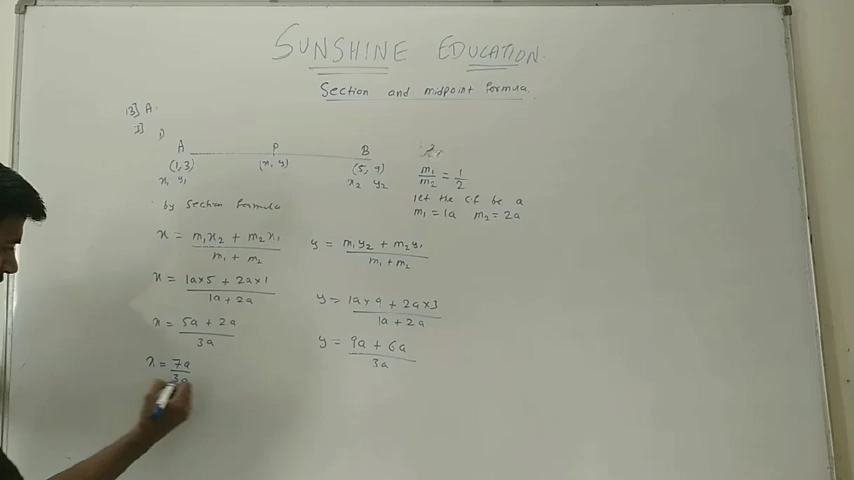 SUNSHINE EDUCATION.
Section and midpoint formula.
13] A.
I] 1)
A P B
(1,3) (x, y) (5, 9)
x₁ y₁ x₂ y₂
m₁/m₂ = 1/2
let the c.f be a
m₁ = 1a m₂ = 2a
by Section formula
x = m₁x₂ + m₂x₁ / m₁ + m₂
y = m₁y₂ + m₂y₁ / m₁ + m₂
x = 1a×5 + 2a×1 / 1a + 2a
y = 1a×9 + 2a×3 / 1a + 2a
x = 5a + 2a / 3a
y = 9a + 6a / 3a
x = 7a / 3a